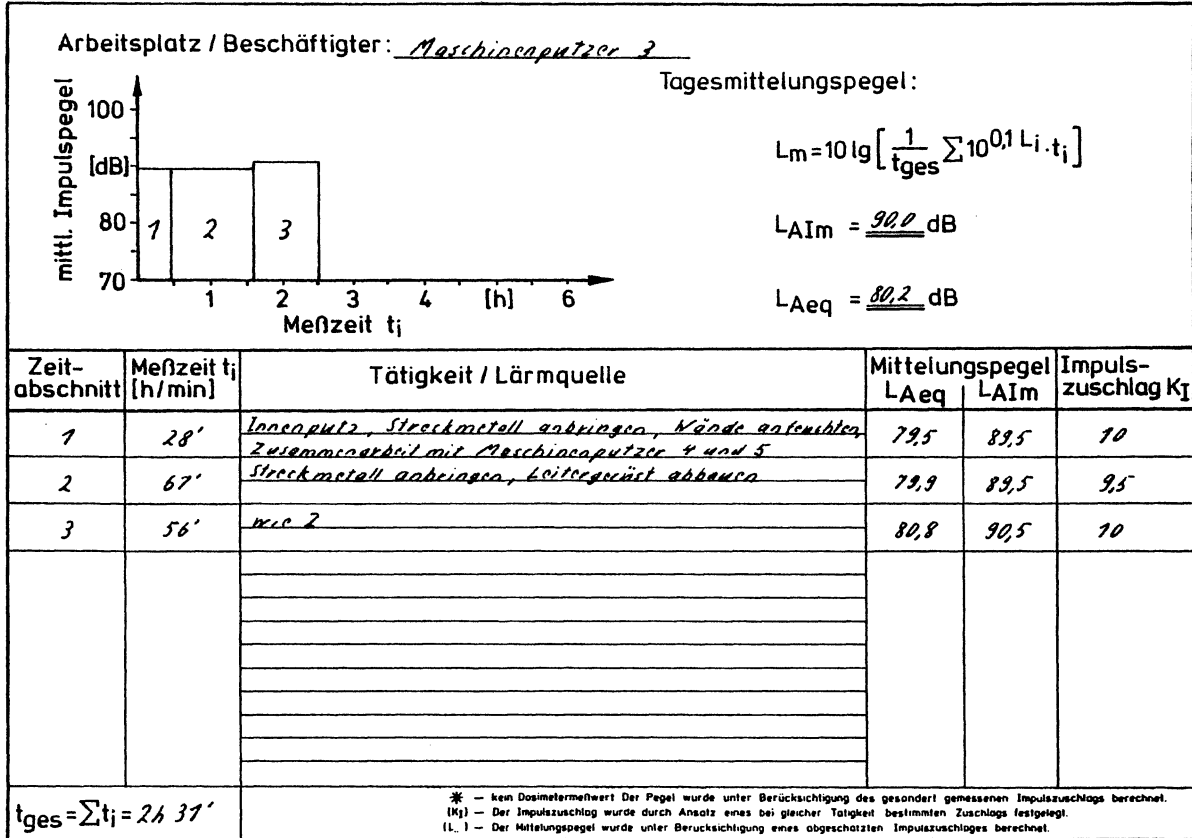 Arbeitsplatz / Beschäftigter: Maschinenputzer 3
mittl. Impulspegel
100
[dB]
80
70
1 2 3
1 2 3 4 [h] 6
Meßzeit ti
Tagesmittelungspegel:
Lm = 10 lg [ 1/tges ∑ 10^0,1 Li · ti ]
LAIm = 90,0 dB
LAeq = 80,2 dB
Zeit- Meßzeit ti Tätigkeit / Lärmquelle Mittelungspegel Impuls-
abschnitt [h/min] LAeq LAIm zuschlag KI
1 28' Innenputz, Streckmetall anbringen, Wände anfeuchten, 79,5 89,5 10
Zusammenarbeit mit Maschinenputzer 4 und 5
2 67' Streckmetall anbringen, Leitergerüst abbauen 79,9 89,5 9,5
3 56' wie 2 80,8 90,5 10
tges = ∑ti = 2h 31'
* – kein Dosimetermeßwert Der Pegel wurde unter Berücksichtigung des gesondert gemessenen Impulszuschlags berechnet.
(KI) – Der Impulszuschlag wurde durch Ansatz eines bei gleicher Tätigkeit bestimmten Zuschlags festgelegt.
(L..) – Der Mittelungspegel wurde unter Berücksichtigung eines abgeschätzten Impulszuschlages berechnet.